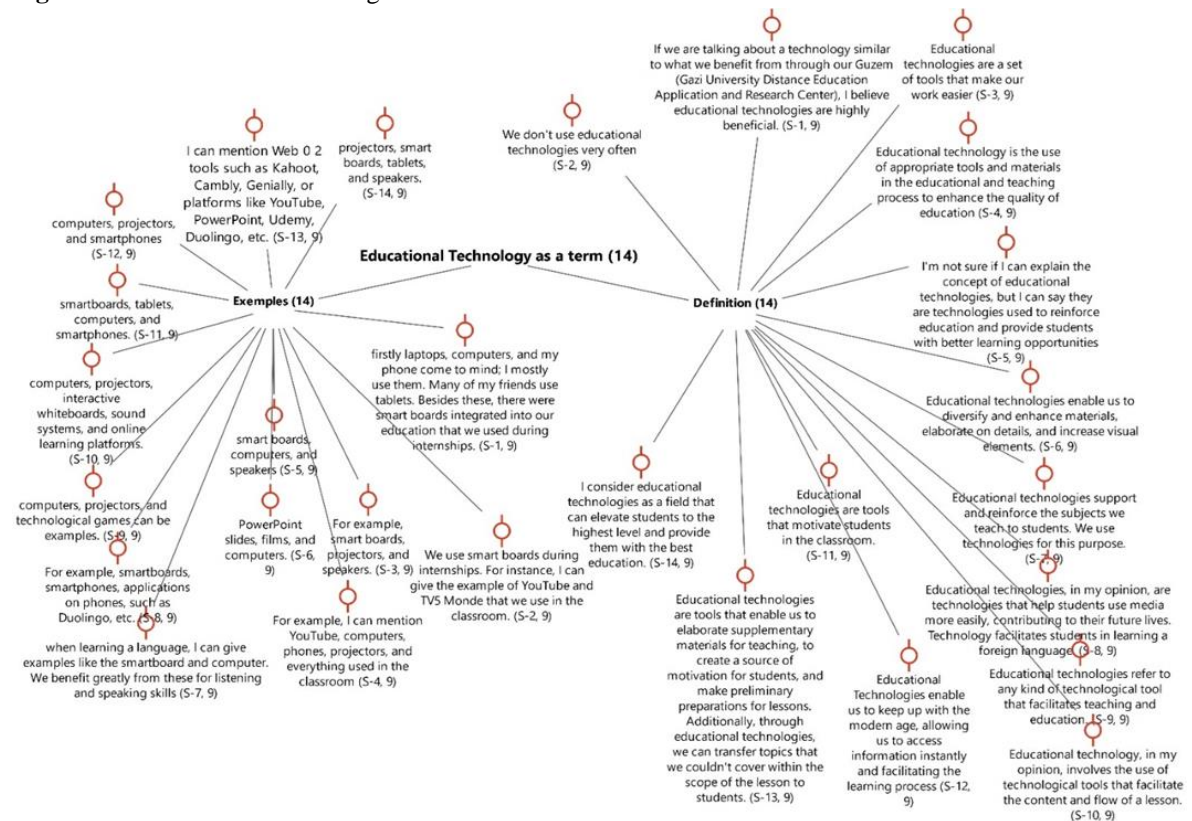 If we are talking about a technology similar
to what we benefit from through our Guzem
(Gazi University Distance Education
Application and Research Center), I believe
educational technologies are highly
beneficial. (S-1, 9)
Educational
technologies are a set
of tools that make our
work easier (S-3, 9)
We don't use educational
technologies very often
(S-2, 9)
I can mention Web 0 2
tools such as Kahoot,
Cambly, Genially, or
platforms like YouTube,
PowerPoint, Udemy,
Duolingo, etc. (S-13, 9)
projectors, smart
boards, tablets,
and speakers.
(S-14, 9)
Educational technology is the use
of appropriate tools and materials
in the educational and teaching
process to enhance the quality of
education (S-4, 9)
computers, projectors,
and smartphones
(S-12, 9)
Educational Technology as a term (14)
I'm not sure if I can explain the
concept of educational
technologies, but I can say they
are technologies used to reinforce
education and provide students
with better learning opportunities
(S-5, 9)
Exemples (14)
Definition (14)
smartboards, tablets,
computers, and
smartphones. (S-11, 9)
firstly laptops, computers, and my
phone come to mind; I mostly
use them. Many of my friends use
tablets. Besides these, there were
smart boards integrated into our
education that we used during
internships. (S-1, 9)
computers, projectors,
interactive
whiteboards, sound
systems, and online
learning platforms.
(S-10, 9)
Educational technologies enable us to
diversify and enhance materials,
elaborate on details, and increase visual
elements. (S-6, 9)
smart boards,
computers, and
speakers (S-5, 9)
I consider educational
technologies as a field that
can elevate students to the
highest level and provide
them with the best
education. (S-14, 9)
Educational
technologies are tools
that motivate students
in the classroom.
(S-11, 9)
Educational technologies support
and reinforce the subjects we
teach to students. We use
technologies for this purpose.
(S-7, 9)
computers, projectors, and
technological games can be
examples. (S-9, 9)
PowerPoint
slides, films, and
computers. (S-6,
9)
For example,
smart boards,
projectors, and
speakers. (S-3, 9)
We use smart boards during
internships. For instance, I can
give the example of YouTube and
TV5 Monde that we use in the
classroom. (S-2, 9)
For example, smartboards,
smartphones, applications
on phones, such as
Duolingo, etc. (S-8, 9)
Educational technologies, in my opinion, are
technologies that help students use media
more easily, contributing to their future lives.
Technology facilitates students in learning a
foreign language. (S-8, 9)
Educational technologies
are tools that enable us to
elaborate supplementary
materials for teaching, to
create a source of
motivation for students, and
make preliminary
preparations for lessons.
Additionally, through
educational technologies,
we can transfer topics that
we couldn't cover within the
scope of the lesson to
students. (S-13, 9)
For example, I can mention
YouTube, computers,
phones, projectors, and
everything used in the
classroom (S-4, 9)
when learning a language, I can give
examples like the smartboard and computer.
We benefit greatly from these for listening
and speaking skills (S-7, 9)
Educational
Technologies enable
us to keep up with the
modern age, allowing
us to access
information instantly
and facilitating the
learning process (S-12,
9)
Educational technologies refer to
any kind of technological tool
that facilitates teaching and
education. (S-9, 9)
Educational technology, in my
opinion, involves the use of
technological tools that facilitate
the content and flow of a lesson.
(S-10, 9)